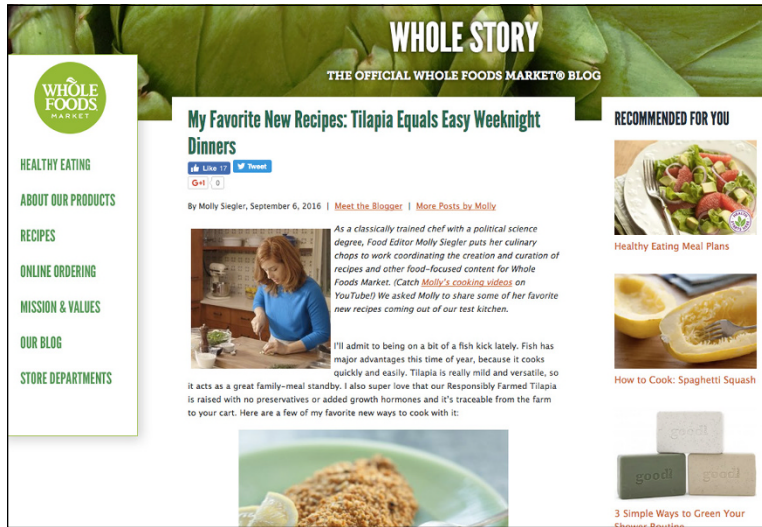 WHOLE STORY
THE OFFICIAL WHOLE FOODS MARKET® BLOG
WHOLE
FOODS
MARKET
HEALTHY EATING
ABOUT OUR PRODUCTS
RECIPES
ONLINE ORDERING
MISSION & VALUES
OUR BLOG
STORE DEPARTMENTS
My Favorite New Recipes: Tilapia Equals Easy Weeknight
Dinners
Like 17
Tweet
G+1 0
By Molly Siegler, September 6, 2016 | Meet the Blogger | More Posts by Molly
As a classically trained chef with a political science
degree, Food Editor Molly Siegler puts her culinary
chops to work coordinating the creation and curation of
recipes and other food-focused content for Whole
Foods Market. (Catch Molly's cooking videos on
YouTube!) We asked Molly to share some of her favorite
new recipes coming out of our test kitchen.
I'll admit to being on a bit of a fish kick lately. Fish has
major advantages this time of year, because it cooks
quickly and easily. Tilapia is really mild and versatile, so
it acts as a great family-meal standby. I also super love that our Responsibly Farmed Tilapia
is raised with no preservatives or added growth hormones and it's traceable from the farm
to your cart. Here are a few of my favorite new ways to cook with it:
RECOMMENDED FOR YOU
Healthy Eating Meal Plans
How to Cook: Spaghetti Squash
good!
good!
good!
3 Simple Ways to Green Your
Shower Routine